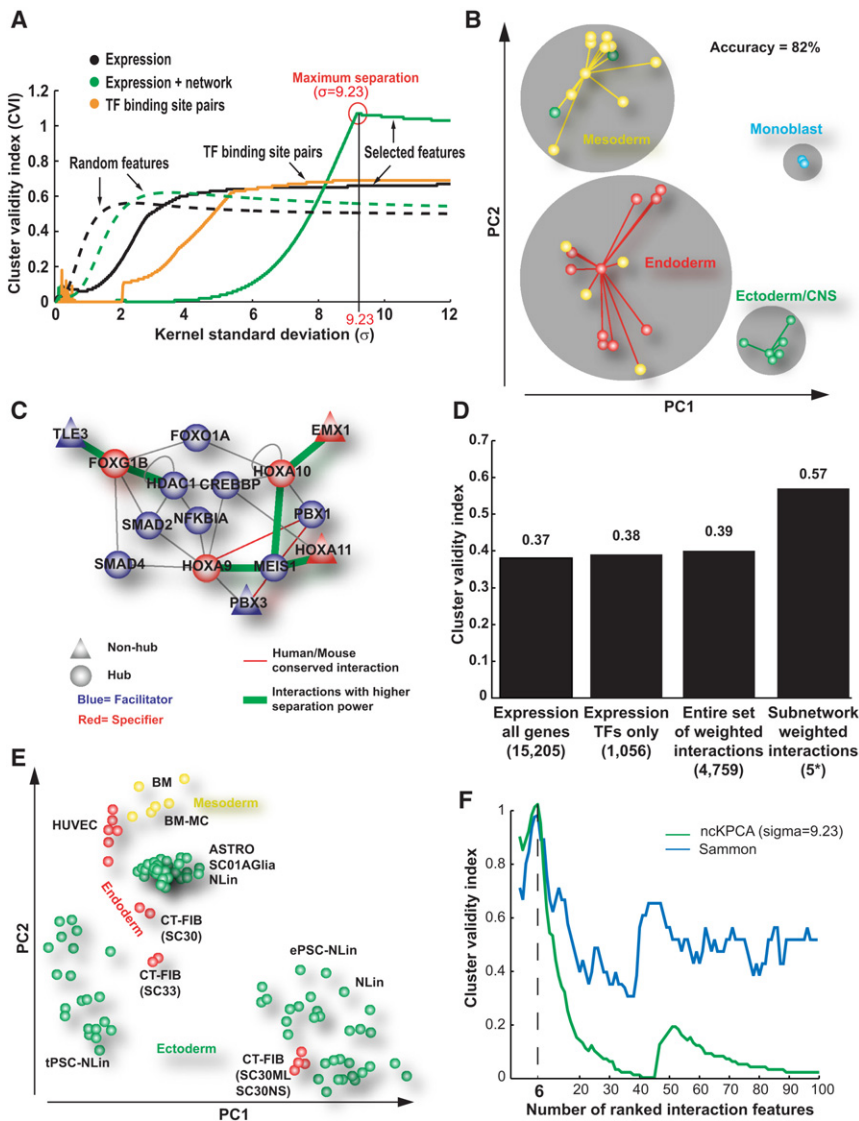 A
Expression
Expression + network
TF binding site pairs
Maximum separation
(σ=9.23)
Random features
TF binding site pairs
Selected features
Cluster validity index (CVI)
1.4
1.2
1
0.8
0.6
0.4
0.2
0
0 2 4 6 8 10 12
9.23
Kernel standard deviation (σ)
B
Accuracy = 82%
Mesoderm
Monoblast
Endoderm
Ectoderm/CNS
PC2
PC1
C
TLE3
FOXO1A
EMX1
FOXG1B
HOXA10
HDAC1
CREBBP
SMAD2
NFKBIA
PBX1
HOXA11
SMAD4
HOXA9
MEIS1
PBX3
Non-hub
Hub
Blue= Facilitator
Red= Specifier
Human/Mouse
conserved interaction
Interactions with higher
separation power
D
Cluster validity index
0.7
0.6
0.5
0.4
0.3
0.2
0.1
0
0.37
0.38
0.39
0.57
Expression
all genes
(15,205)
Expression
TFs only
(1,056)
Entire set
of weighted
interactions
(4,759)
Subnetwork
weighted
interactions
(5*)
E
BM
Mesoderm
HUVEC
BM-MC
ASTRO
SC01AGlia
NLin
Endoderm
CT-FIB
(SC30)
CT-FIB
(SC33)
ePSC-NLin
NLin
tPSC-NLin
Ectoderm
CT-FIB
(SC30ML
SC30NS)
PC2
PC1
F
ncKPCA (sigma=9.23)
Sammon
Cluster validity index
1
0.8
0.6
0.4
0.2
0
6 20 30 40 50 60 70 80 90 100
Number of ranked interaction features